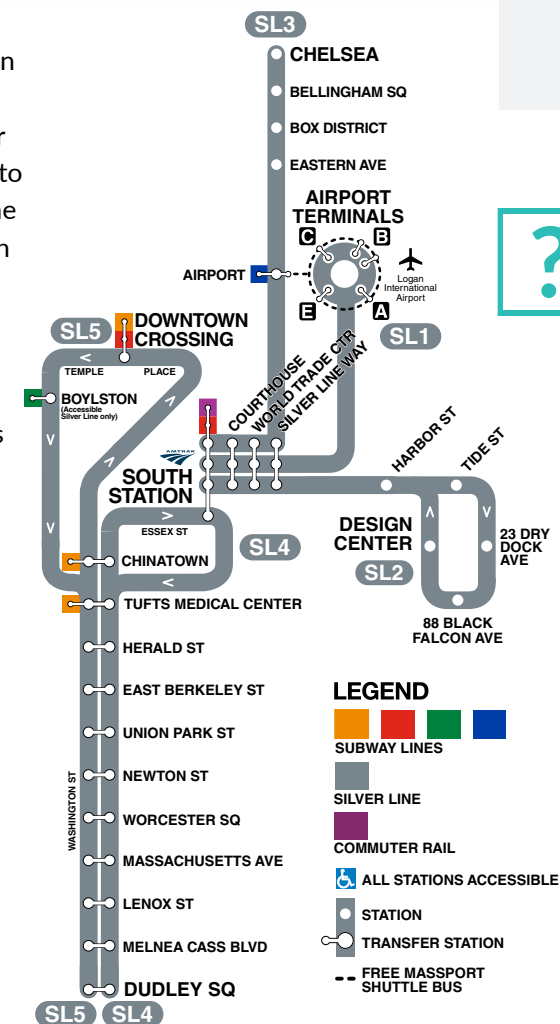 SL3
CHELSEA
BELLINGHAM SQ
BOX DISTRICT
EASTERN AVE
AIRPORT
TERMINALS
C
B
AIRPORT
Logan
International
Airport
E
A
SL1
n
r
to
ne
n
s
?
SL5
DOWNTOWN
CROSSING
<
TEMPLE
PLACE
BOYLSTON
(Accessible
Silver Line only)
COURTHOUSE
WORLD TRADE CTR
SILVER LINE WAY
AMTRAK
SOUTH
STATION
HARBOR ST
TIDE ST
>
ESSEX ST
SL4
CHINATOWN
<
DESIGN
CENTER
SL2
23 DRY
DOCK
AVE
88 BLACK
FALCON AVE
TUFTS MEDICAL CENTER
HERALD ST
EAST BERKELEY ST
UNION PARK ST
NEWTON ST
WASHINGTON ST
WORCESTER SQ
MASSACHUSETTS AVE
LENOX ST
MELNEA CASS BLVD
DUDLEY SQ
SL5
SL4
LEGEND
SUBWAY LINES
SILVER LINE
COMMUTER RAIL
ALL STATIONS ACCESSIBLE
STATION
TRANSFER STATION
FREE MASSPORT
SHUTTLE BUS